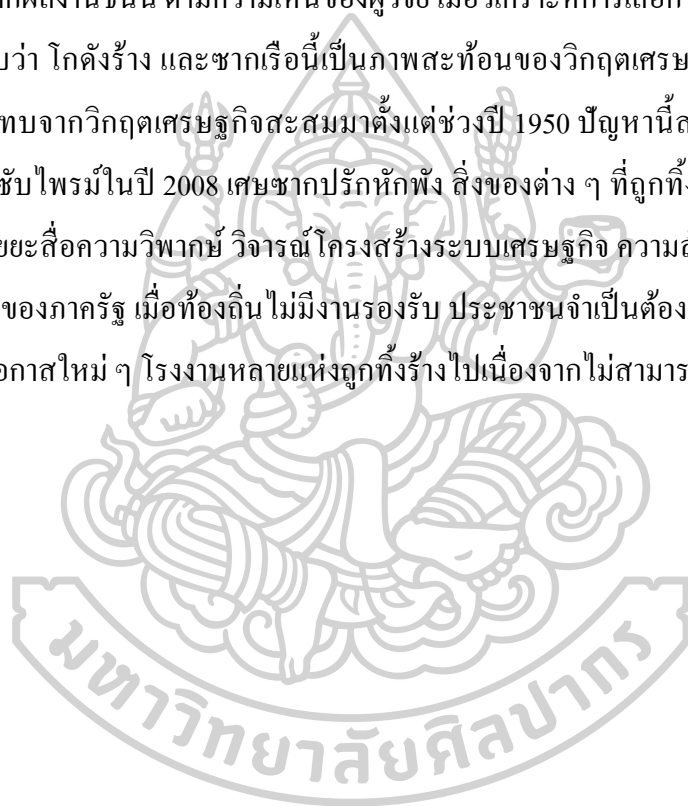 กผลงานชิ้นนี้ ตามความเห็นของผู้วิจัย เมื่อวิเคราะห์การเลือก
บว่า โกดังร้าง และซากเรือนี้เป็นภาพสะท้อนของวิกฤตเศรษ
ทบจากวิกฤตเศรษฐกิจสะสมมาตั้งแต่ช่วงปี 1950 ปัญหานี้ส
ซับไพรม์ในปี 2008 เศษซากปรักหักพัง สิ่งของต่าง ๆ ที่ถูกทิ้ง
ยยะสื่อความวิพากษ์ วิจารณ์โครงสร้างระบบเศรษฐกิจ ความล้
ของภาครัฐ เมื่อท้องถิ่นไม่มีงานรองรับ ประชาชนจำเป็นต้อง
อกาสใหม่ ๆ โรงงานหลายแห่งถูกทิ้งร้างไปเนื่องจากไม่สามาร
มหาวิทยาลัยศิลปากร